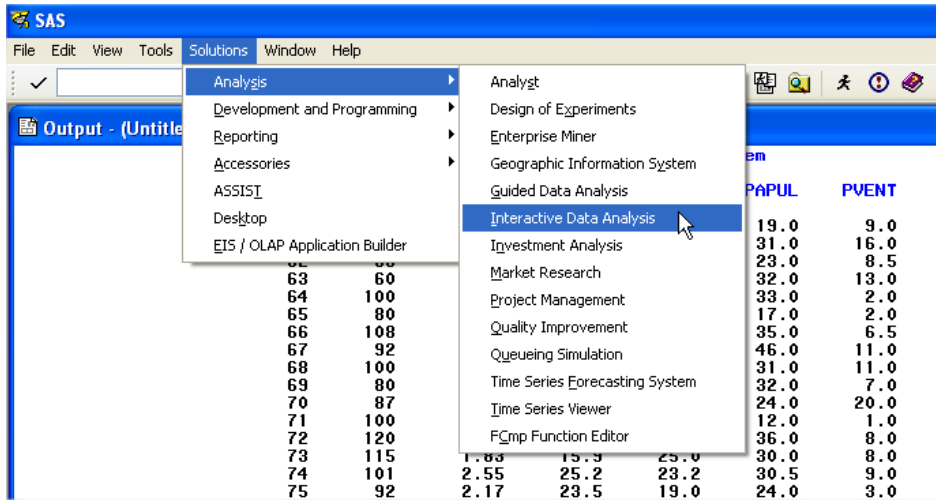 SAS
File Edit View Tools Solutions Window Help
Analysis
Development and Programming
Reporting
Accessories
ASSIST
Desktop
EIS / OLAP Application Builder
Analyst
Design of Experiments
Enterprise Miner
Geographic Information System
Guided Data Analysis
Interactive Data Analysis
Investment Analysis
Market Research
Project Management
Quality Improvement
Queueing Simulation
Time Series Forecasting System
Time Series Viewer
FCmp Function Editor
Output - (Untitle
em
PAPUL PVENT
19.0 9.0
31.0 16.0
23.0 8.5
63 60 32.0 13.0
64 100 33.0 2.0
65 80 17.0 2.0
66 108 35.0 6.5
67 92 46.0 11.0
68 100 31.0 11.0
69 80 32.0 7.0
70 87 24.0 20.0
71 100 12.0 1.0
72 120 36.0 8.0
73 115 1.83 15.9 25.0 30.0 8.0
74 101 2.55 25.2 23.2 30.5 9.0
75 92 2.17 23.5 19.0 24.0 3.0